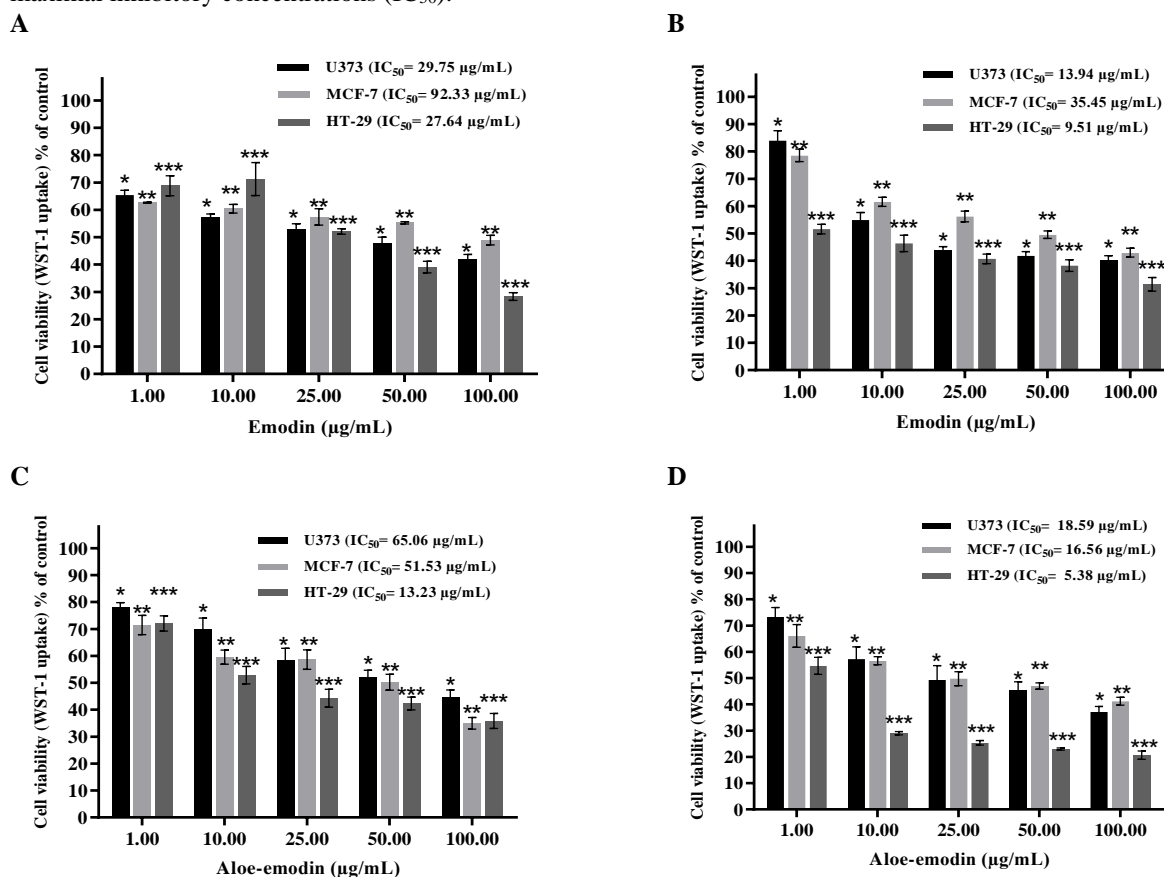 maximal inhibitory concentrations (IC₅₀).
A
U373 (IC₅₀= 29.75 µg/mL)
MCF-7 (IC₅₀= 92.33 µg/mL)
HT-29 (IC₅₀= 27.64 µg/mL)
Cell viability (WST-1 uptake) % of control
100
90
80
70
60
50
40
30
20
10
0
* ** ***
* ** ***
* ** ***
* ** ***
* ** ***
1.00 10.00 25.00 50.00 100.00
Emodin (µg/mL)
B
U373 (IC₅₀= 13.94 µg/mL)
MCF-7 (IC₅₀= 35.45 µg/mL)
HT-29 (IC₅₀= 9.51 µg/mL)
Cell viability (WST-1 uptake) % of control
100
90
80
70
60
50
40
30
20
10
0
* ** ***
* ** ***
* ** ***
* ** ***
* ** ***
1.00 10.00 25.00 50.00 100.00
Emodin (µg/mL)
C
U373 (IC₅₀= 65.06 µg/mL)
MCF-7 (IC₅₀= 51.53 µg/mL)
HT-29 (IC₅₀= 13.23 µg/mL)
Cell viability (WST-1 uptake) % of control
100
90
80
70
60
50
40
30
20
10
0
* ** ***
* ** ***
* ** ***
* ** ***
* ** ***
1.00 10.00 25.00 50.00 100.00
Aloe-emodin (µg/mL)
D
U373 (IC₅₀= 18.59 µg/mL)
MCF-7 (IC₅₀= 16.56 µg/mL)
HT-29 (IC₅₀= 5.38 µg/mL)
Cell viability (WST-1 uptake) % of control
100
90
80
70
60
50
40
30
20
10
0
* ** ***
* ** ***
* ** ***
* ** ***
* ** ***
1.00 10.00 25.00 50.00 100.00
Aloe-emodin (µg/mL)